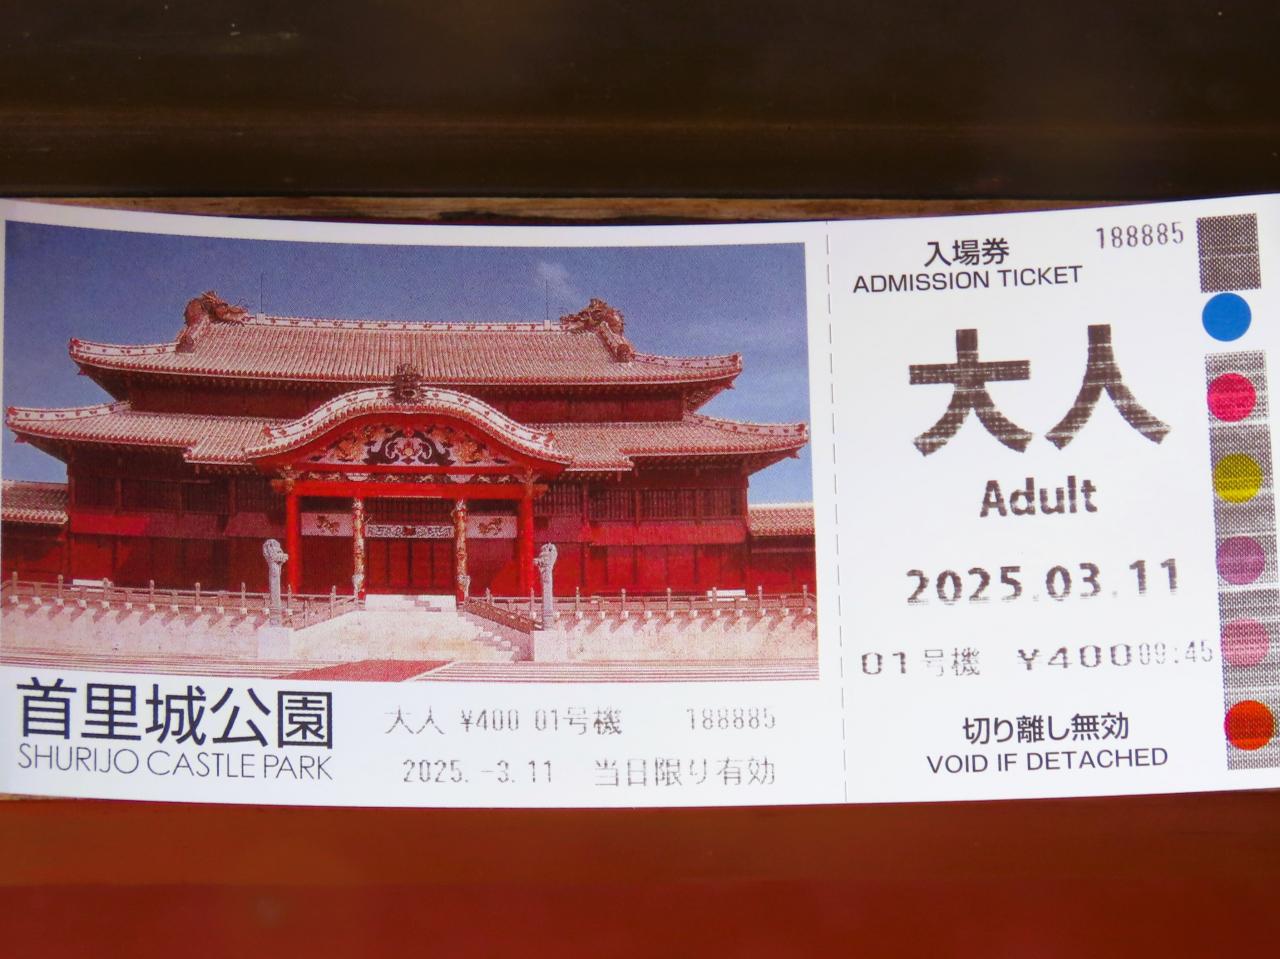 首里城公園
SHURIJO CASTLE PARK
大人 ¥400 01号機 188885
2025.-3.11 当日限り有効
入場券 188885
ADMISSION TICKET
大人
Adult
2025.03.11
01号機 ¥400 09:45
切り離し無効
VOID IF DETACHED